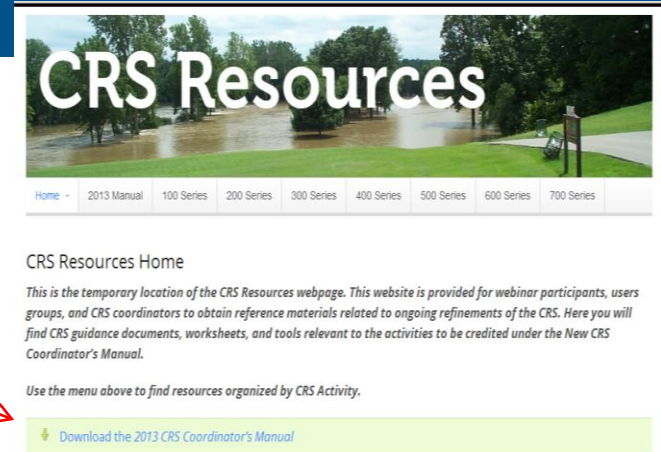 CRS Resources
Home 2013 Manual 100 Series 200 Series 300 Series 400 Series 500 Series 600 Series 700 Series
CRS Resources Home
This is the temporary location of the CRS Resources webpage. This website is provided for webinar participants, users
groups, and CRS coordinators to obtain reference materials related to ongoing refinements of the CRS. Here you will
find CRS guidance documents, worksheets, and tools relevant to the activities to be credited under the New CRS
Coordinator's Manual.
Use the menu above to find resources organized by CRS Activity.
Download the 2013 CRS Coordinator's Manual